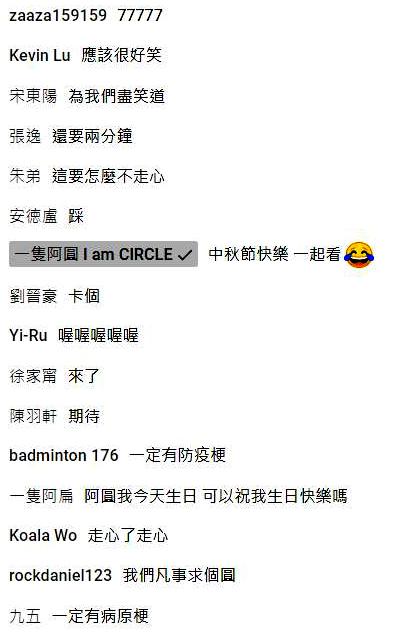 zaaza159159 77777
Kevin Lu 應該很好笑
宋東陽 為我們盡笑道
張逸 還要兩分鐘
朱弟 這要怎麼不走心
安德盧 踩
一隻阿圓 I am CIRCLE ✓ 中秋節快樂 一起看😂
劉晉豪 卡個
Yi-Ru 喔喔喔喔喔
徐家甯 來了
陳羽軒 期待
badminton 176 一定有防疫梗
一隻阿扁 阿圓我今天生日 可以祝我生日快樂嗎
Koala Wo 走心了走心
rockdaniel123 我們凡事求個圓
九五 一定有病原梗